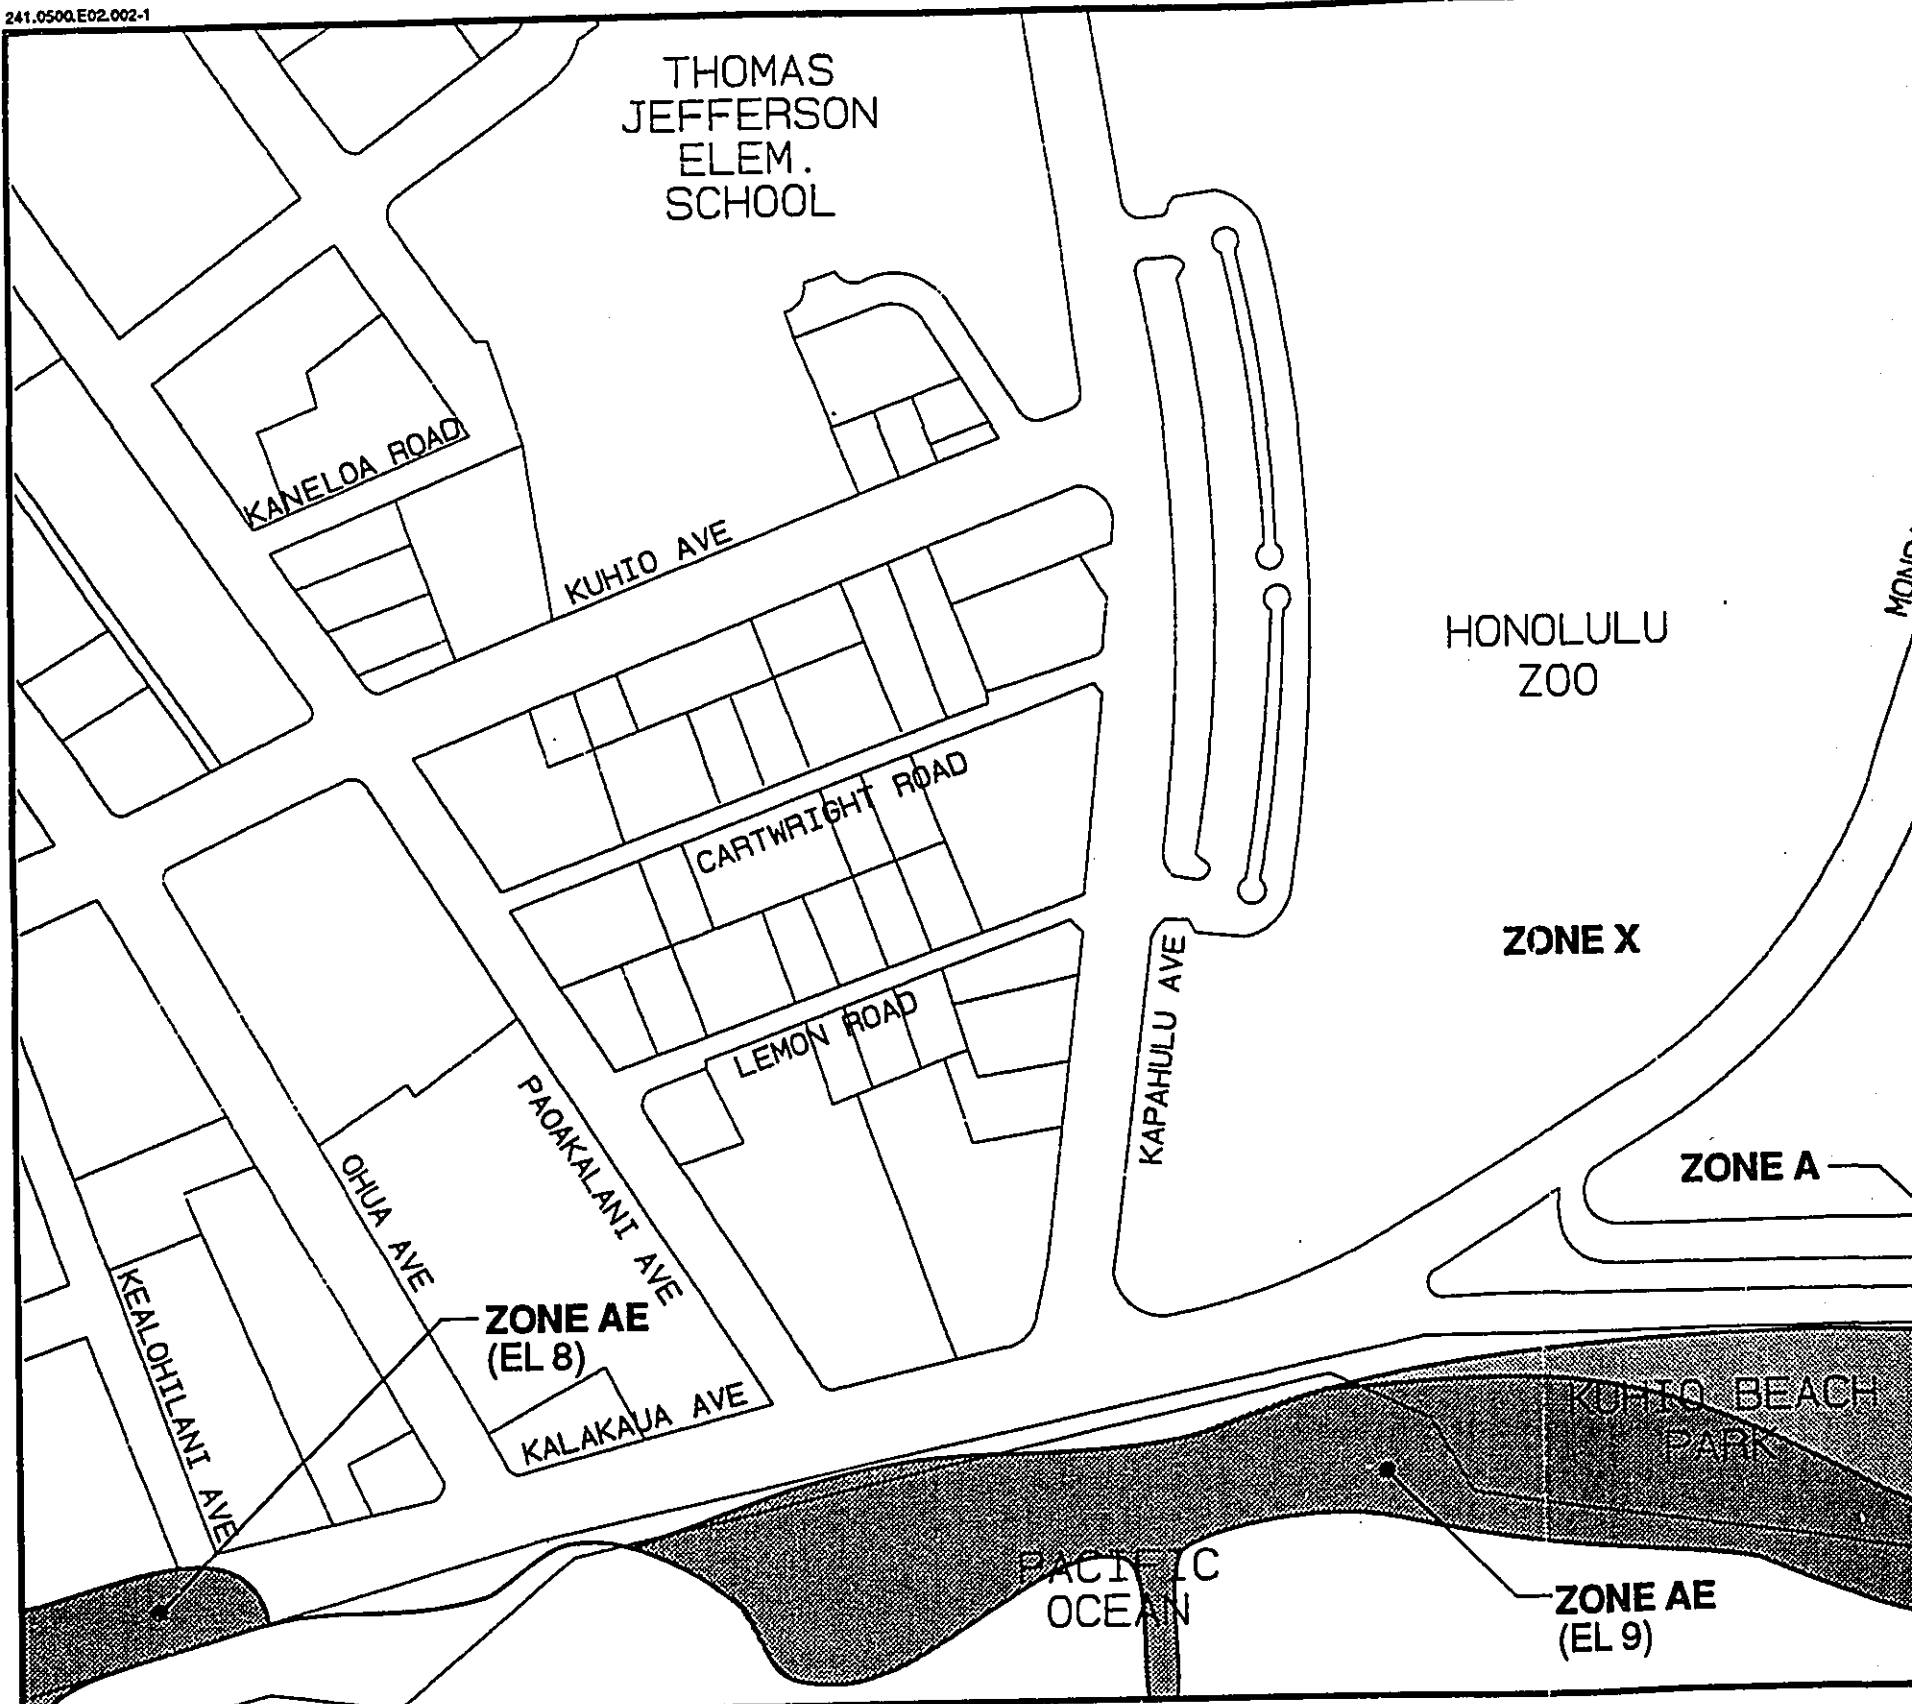 241.0500.E02.002-1
THOMAS
JEFFERSON
ELEM.
SCHOOL
KANELOA ROAD
KUHIO AVE
HONOLULU
ZOO
CARTWRIGHT ROAD
ZONE X
LEMON ROAD
KAPAHULU AVE
PAOAKALANI AVE
OHUA AVE
ZONE A
KEALOHILANI AVE
ZONE AE
(EL 8)
KALAKAUA AVE
KUHIO BEACH
PARK
PACIFIC
OCEAN
ZONE AE
(EL 9)